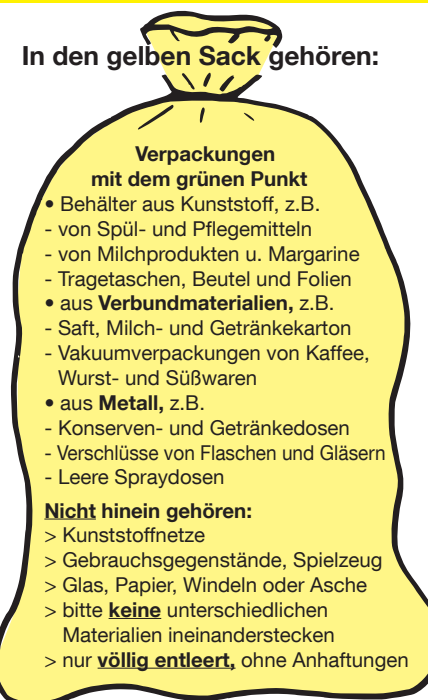 In den gelben Sack gehören:
Verpackungen
mit dem grünen Punkt
• Behälter aus Kunststoff, z.B.
- von Spül- und Pflegemitteln
- von Milchprodukten u. Margarine
- Tragetaschen, Beutel und Folien
• aus Verbundmaterialien, z.B.
- Saft, Milch- und Getränkekarton
- Vakuumverpackungen von Kaffee,
Wurst- und Süßwaren
• aus Metall, z.B.
- Konserven- und Getränkedosen
- Verschlüsse von Flaschen und Gläsern
- Leere Spraydosen
Nicht hinein gehören:
> Kunststoffnetze
> Gebrauchsgegenstände, Spielzeug
> Glas, Papier, Windeln oder Asche
> bitte keine unterschiedlichen
Materialien ineinanderstecken
> nur völlig entleert, ohne Anhaftungen